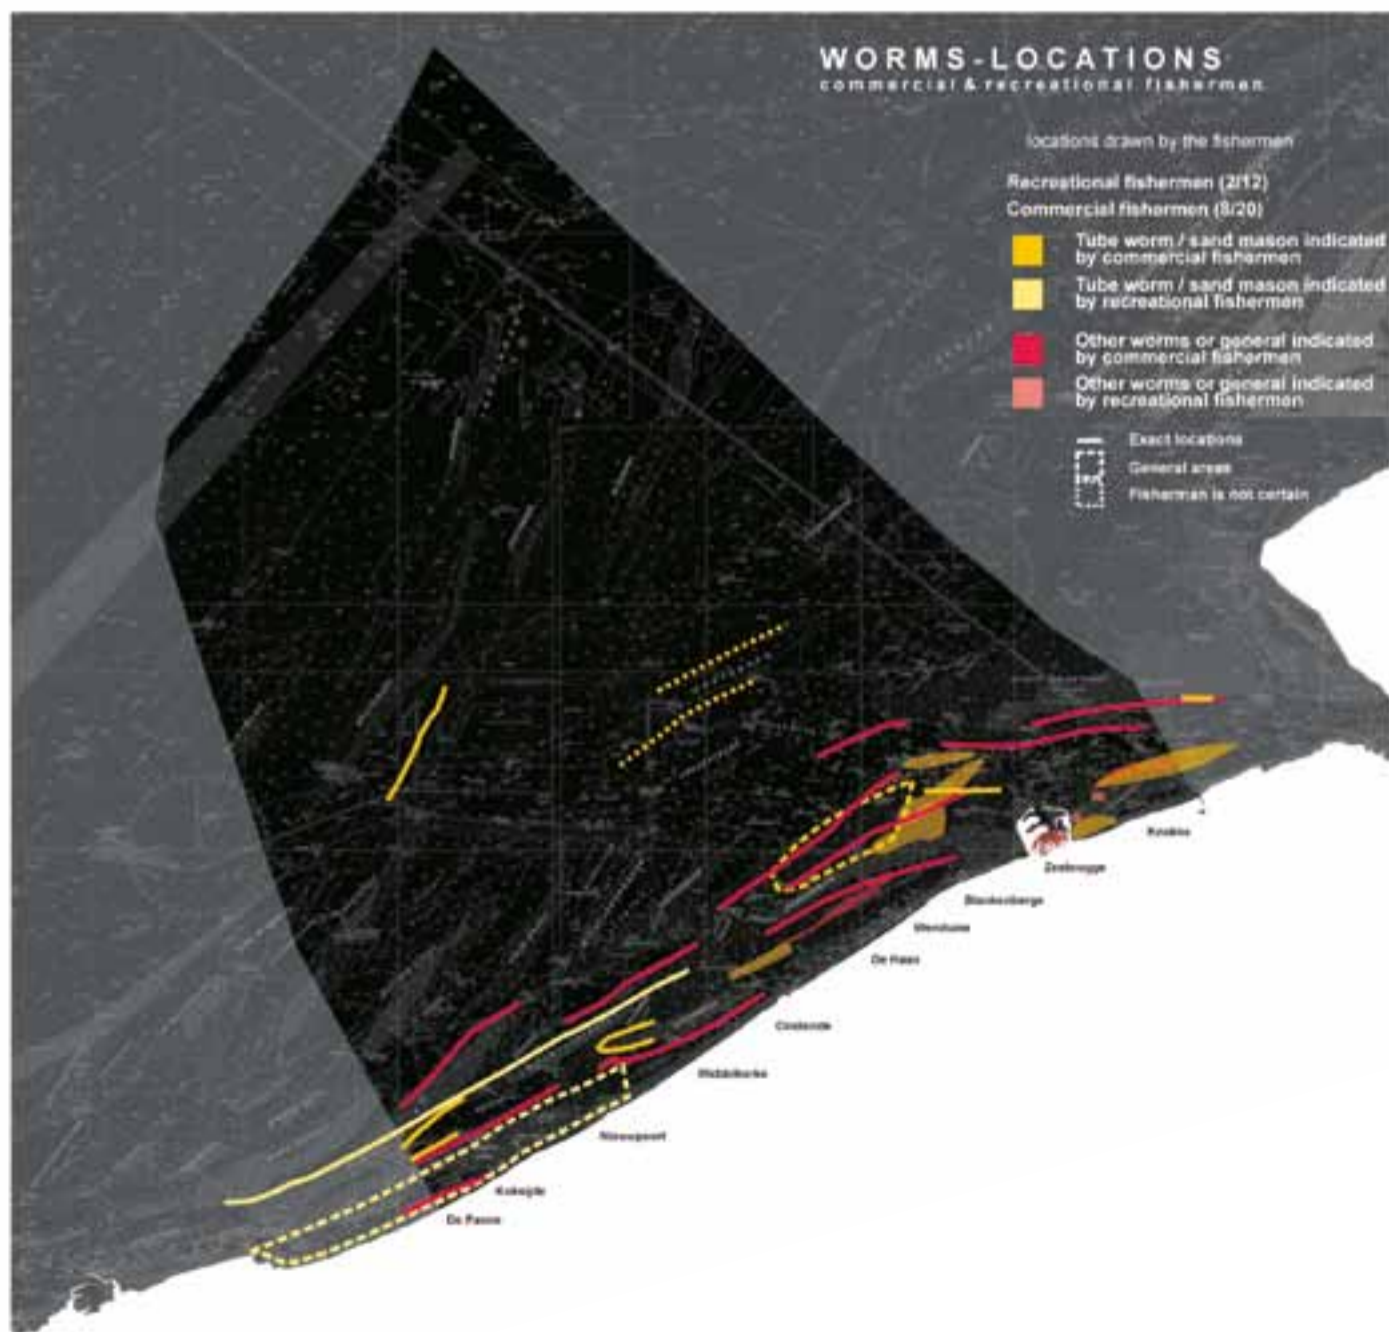 WORMS-LOCATIONS
commercial & recreational fishermen
locations drawn by the fishermen
Recreational fishermen (2/12)
Commercial fishermen (8/20)
Tube worm / sand mason indicated
by commercial fishermen
Tube worm / sand mason indicated
by recreational fishermen
Other worms or general indicated
by commercial fishermen
Other worms or general indicated
by recreational fishermen
Exact locations
General areas
Fisherman is not certain
Knokke
Zeebrugge
Blankenberge
Wenduine
De Haan
Oostende
Middelkerke
Nieuwpoort
Koksijde
De Panne